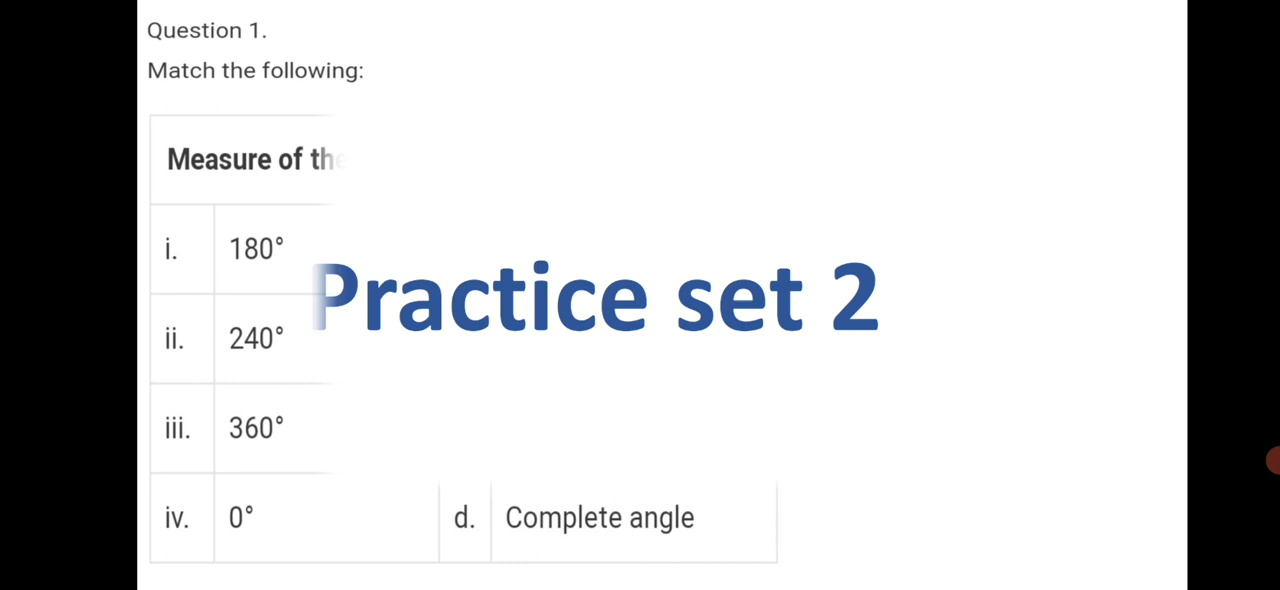 Question 1.
Match the following:
Measure of the
i. 180°
Practice set 2
ii. 240°
iii. 360°
iv. 0° d. Complete angle